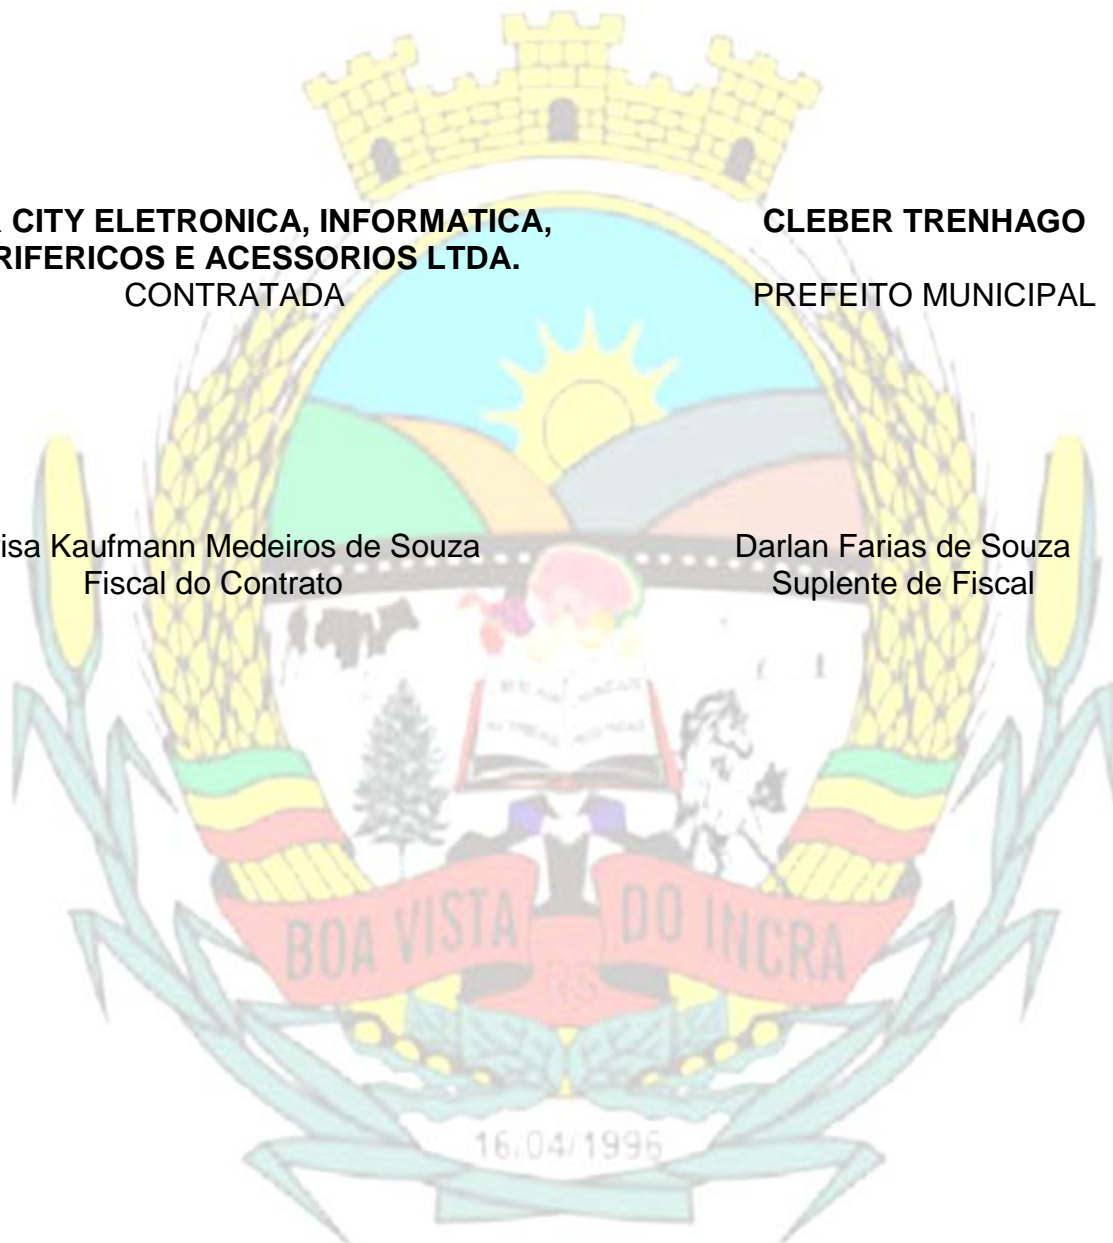 CITY ELETRONICA, INFORMATICA,
RIFERICOS E ACESSORIOS LTDA.
CONTRATADA
CLEBER TRENHAGO
PREFEITO MUNICIPAL
isa Kaufmann Medeiros de Souza
Fiscal do Contrato
Darlan Farias de Souza
Suplente de Fiscal
BOA VISTA DO INCRA
RS
16.04/1996